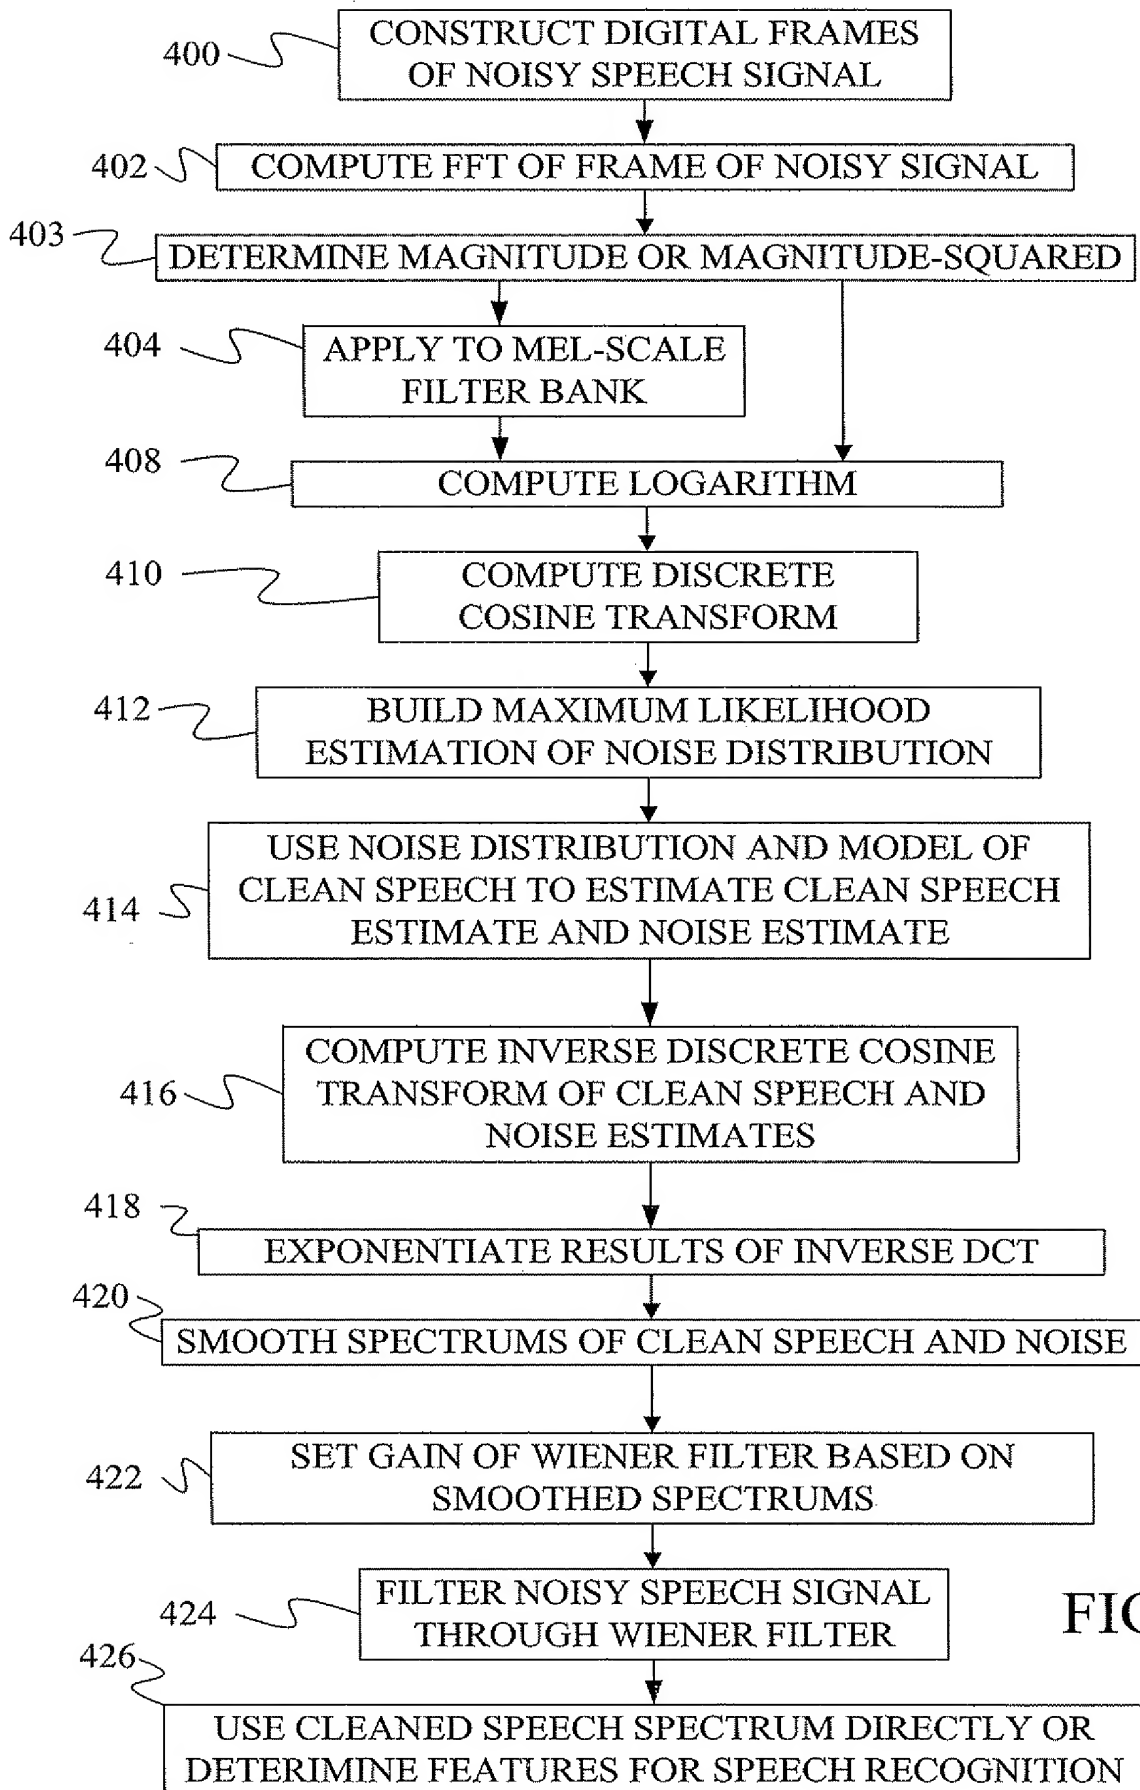 400
CONSTRUCT DIGITAL FRAMES
OF NOISY SPEECH SIGNAL
402
COMPUTE FFT OF FRAME OF NOISY SIGNAL
403
DETERMINE MAGNITUDE OR MAGNITUDE-SQUARED
404
APPLY TO MEL-SCALE
FILTER BANK
408
COMPUTE LOGARITHM
410
COMPUTE DISCRETE
COSINE TRANSFORM
412
BUILD MAXIMUM LIKELIHOOD
ESTIMATION OF NOISE DISTRIBUTION
414
USE NOISE DISTRIBUTION AND MODEL OF
CLEAN SPEECH TO ESTIMATE CLEAN SPEECH
ESTIMATE AND NOISE ESTIMATE
416
COMPUTE INVERSE DISCRETE COSINE
TRANSFORM OF CLEAN SPEECH AND
NOISE ESTIMATES
418
EXPONENTIATE RESULTS OF INVERSE DCT
420
SMOOTH SPECTRUMS OF CLEAN SPEECH AND NOISE
422
SET GAIN OF WIENER FILTER BASED ON
SMOOTHED SPECTRUMS
424
FILTER NOISY SPEECH SIGNAL
THROUGH WIENER FILTER
426
USE CLEANED SPEECH SPECTRUM DIRECTLY OR
DETERIMINE FEATURES FOR SPEECH RECOGNITION